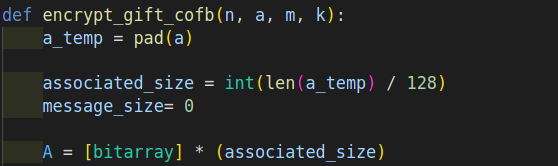 def encrypt_gift_cofb(n, a, m, k):
a_temp = pad(a)
associated_size = int(len(a_temp) / 128)
message_size= 0
A = [bitarray] * (associated_size)